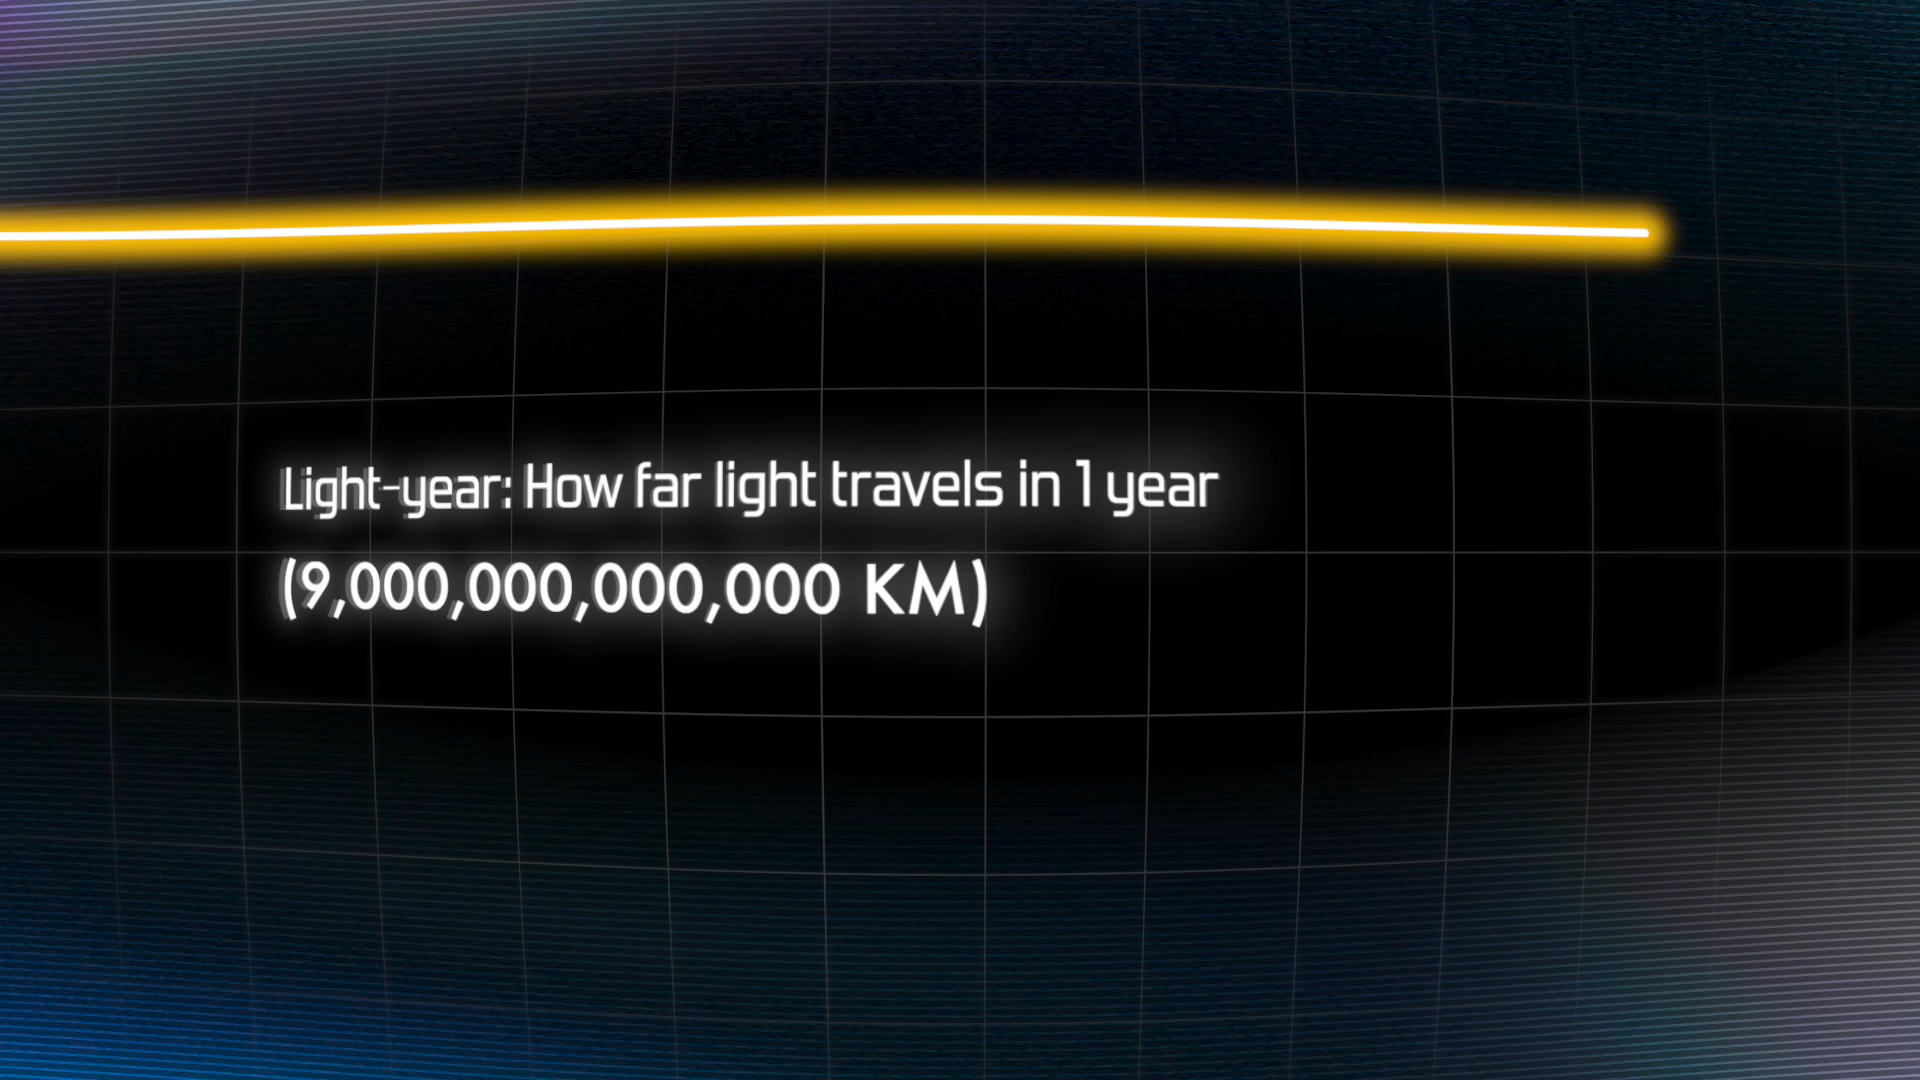 Light-year: How far light travels in 1 year
(9,000,000,000,000 KM)